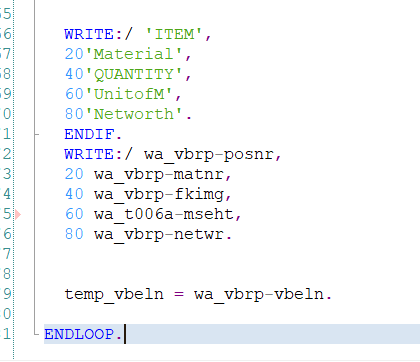 WRITE:/ 'ITEM',
20'Material',
40'QUANTITY',
60'UnitofM',
80'Networth'.
ENDIF.
WRITE:/ wa_vbrp-posnr,
20 wa_vbrp-matnr,
40 wa_vbrp-fkimg,
60 wa_t006a-mseht,
80 wa_vbrp-netwr.
temp_vbeln = wa_vbrp-vbeln.
ENDLOOP.